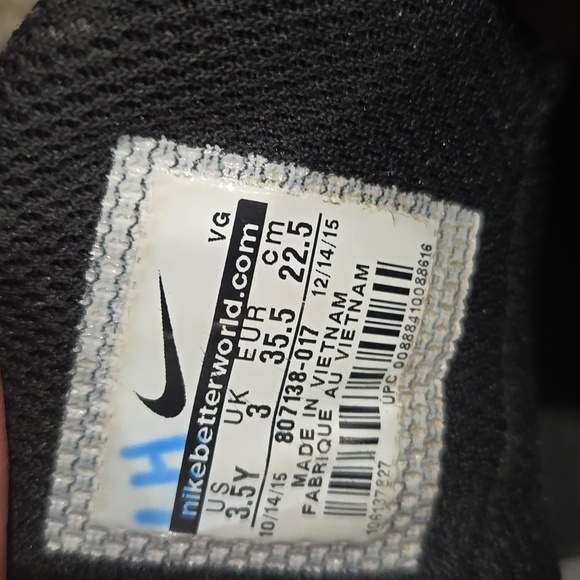 VG
nikebetterworld.com
US UK EUR cm
3.5Y 3 35.5 22.5
10/14/15 807138-017 12/14/15
MADE IN VIETNAM
FABRIQUE AU VIETNAM
UPC 00888410088616
LH